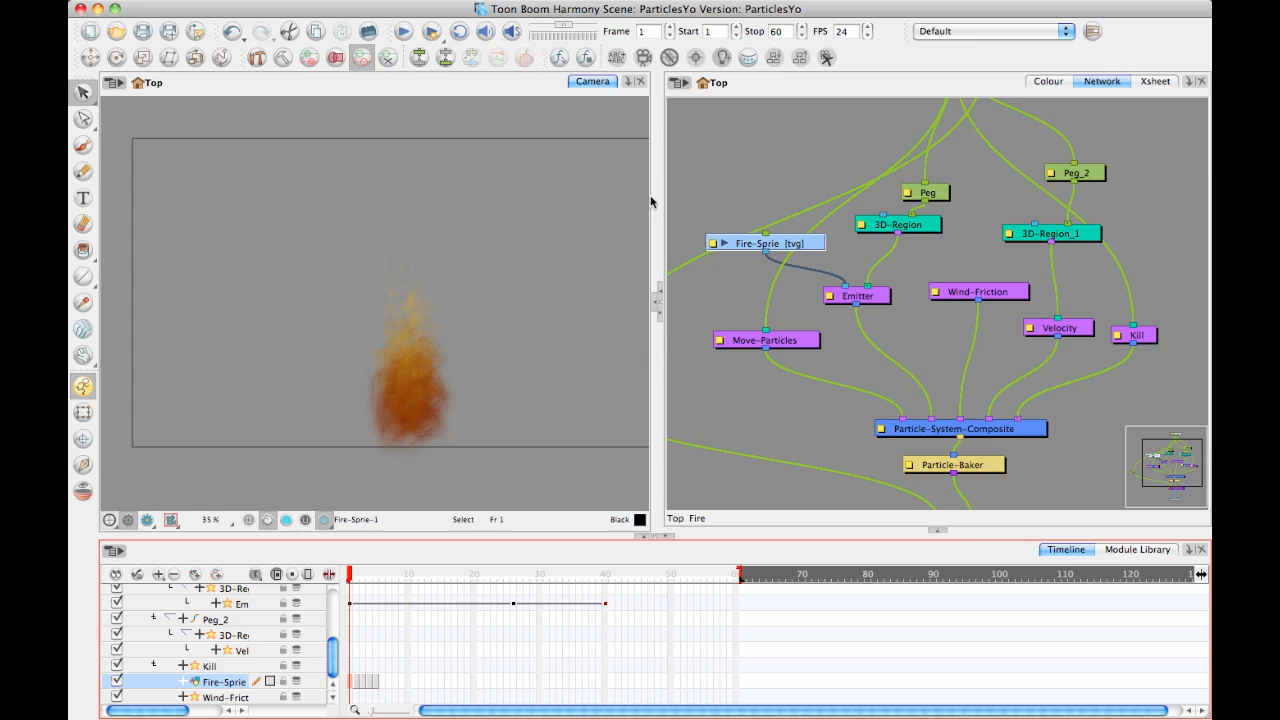 Toon Boom Harmony Scene: ParticlesYo Version: ParticlesYo
Frame 1 Start 1 Stop 60 FPS 24 Default
Top Camera
Top Colour Network Xsheet
Peg_2
Peg
3D-Region
3D-Region_1
Fire-Sprie [tvg]
Emitter
Wind-Friction
Velocity
Kill
Move-Particles
Particle-System-Composite
Particle-Baker
35 % Fire-Sprie-1 Select Fr 1 Black
Top Fire
Timeline Module Library
10 20 30 40 50 70 80 90 100 110 120
3D-Re
Em
Peg_2
3D-Re
Vel
Kill
Fire-Sprie
Wind-Frict